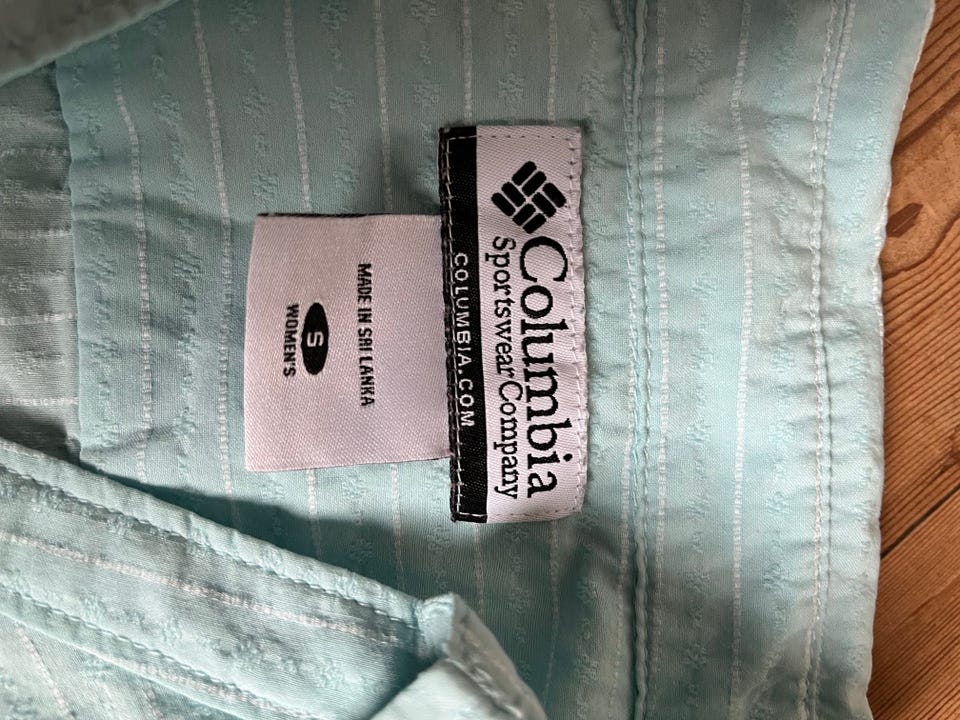 Columbia
Sportswear Company
COLUMBIA.COM
MADE IN SRI LANKA
S
WOMEN'S